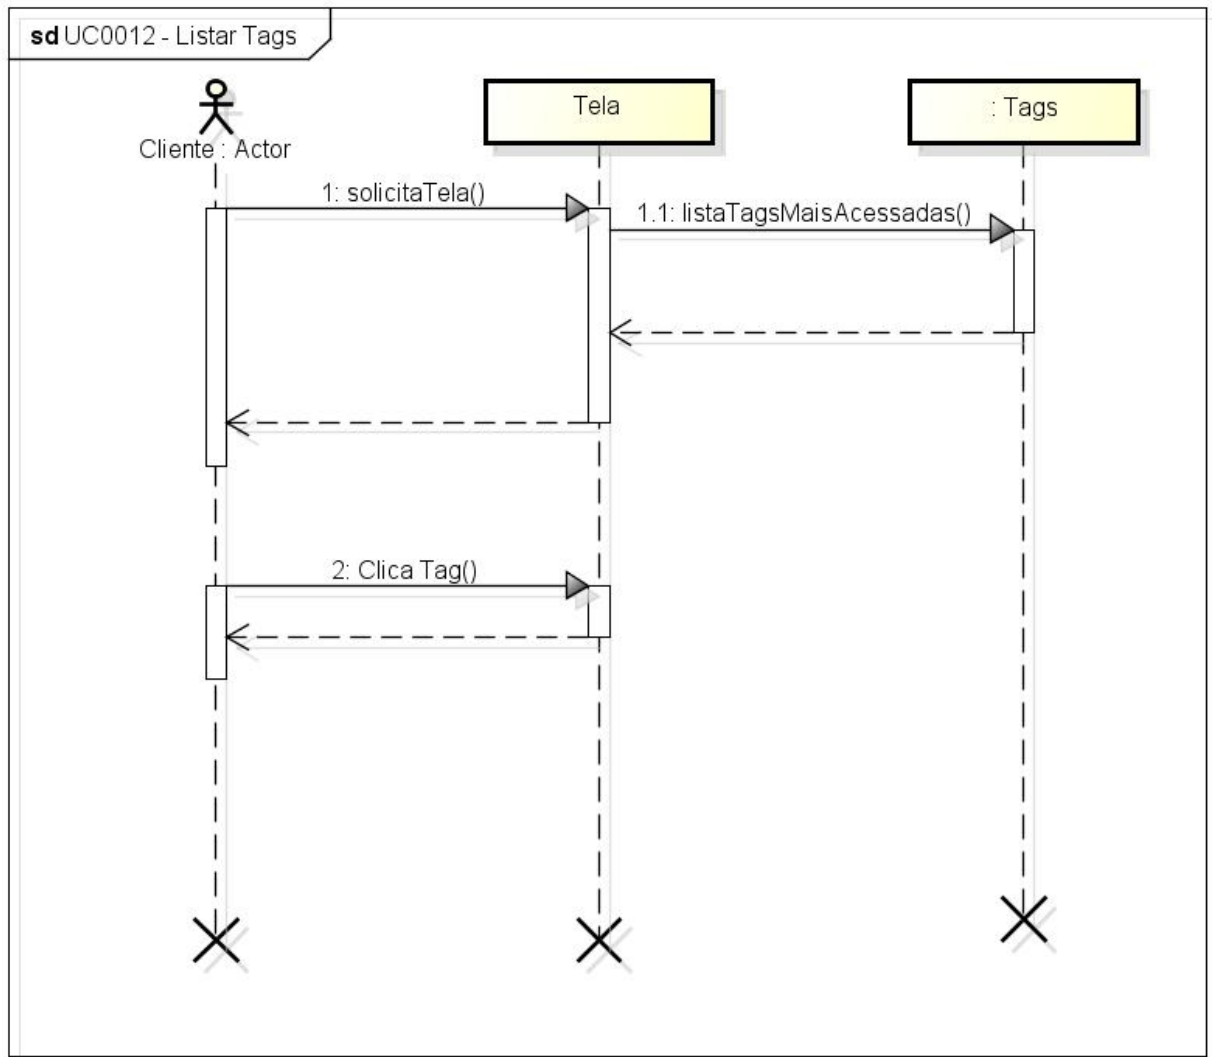 sd UC0012 - Listar Tags
Cliente : Actor
Tela
: Tags
1: solicitaTela()
1.1: listaTagsMaisAcessadas()
2: Clica Tag()